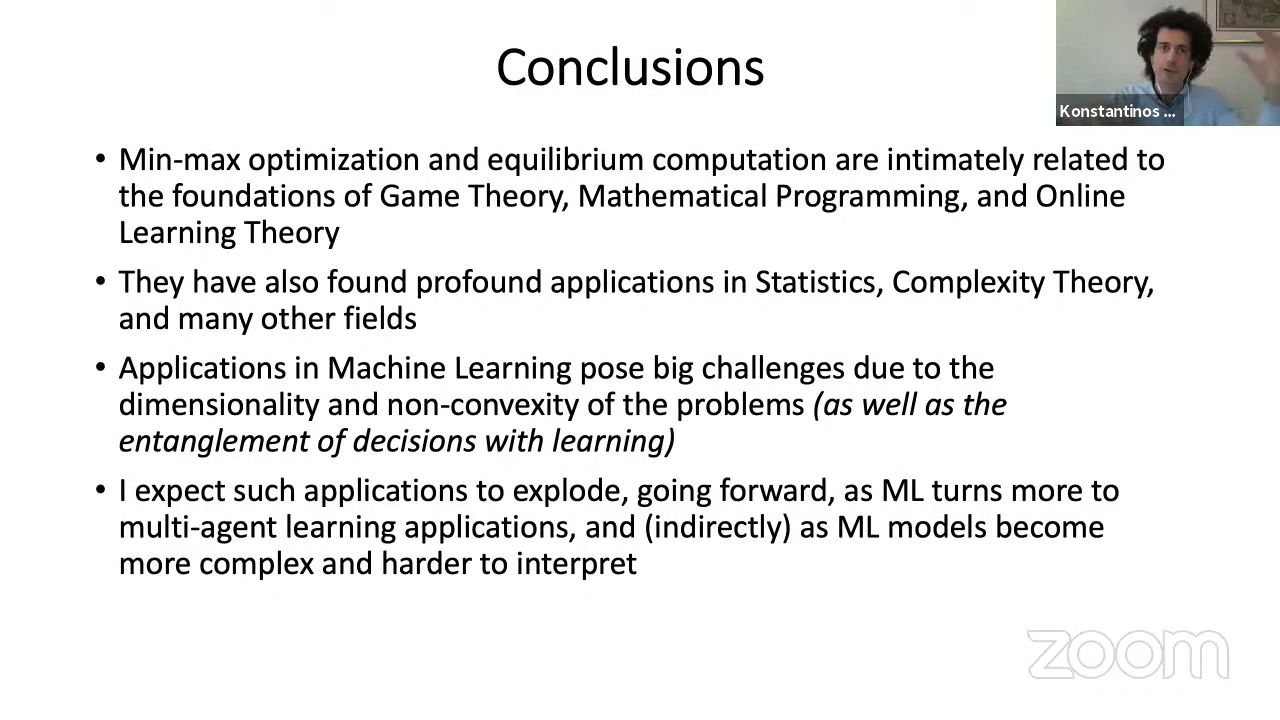 Conclusions
Konstantinos ...
• Min-max optimization and equilibrium computation are intimately related to
the foundations of Game Theory, Mathematical Programming, and Online
Learning Theory
• They have also found profound applications in Statistics, Complexity Theory,
and many other fields
• Applications in Machine Learning pose big challenges due to the
dimensionality and non-convexity of the problems (as well as the
entanglement of decisions with learning)
• I expect such applications to explode, going forward, as ML turns more to
multi-agent learning applications, and (indirectly) as ML models become
more complex and harder to interpret
zoom